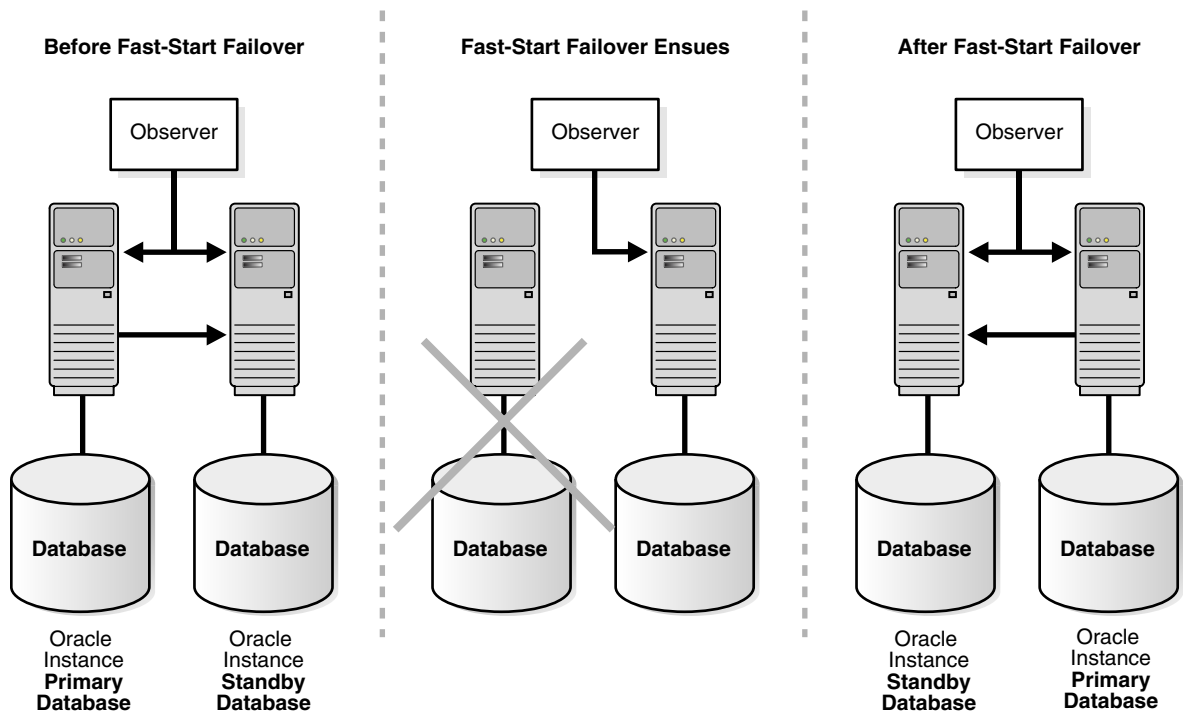 Before Fast-Start Failover
Observer
Database
Database
Oracle
Instance
Primary
Database
Oracle
Instance
Standby
Database
Fast-Start Failover Ensues
Observer
Database
Database
After Fast-Start Failover
Observer
Database
Database
Oracle
Instance
Standby
Database
Oracle
Instance
Primary
Database